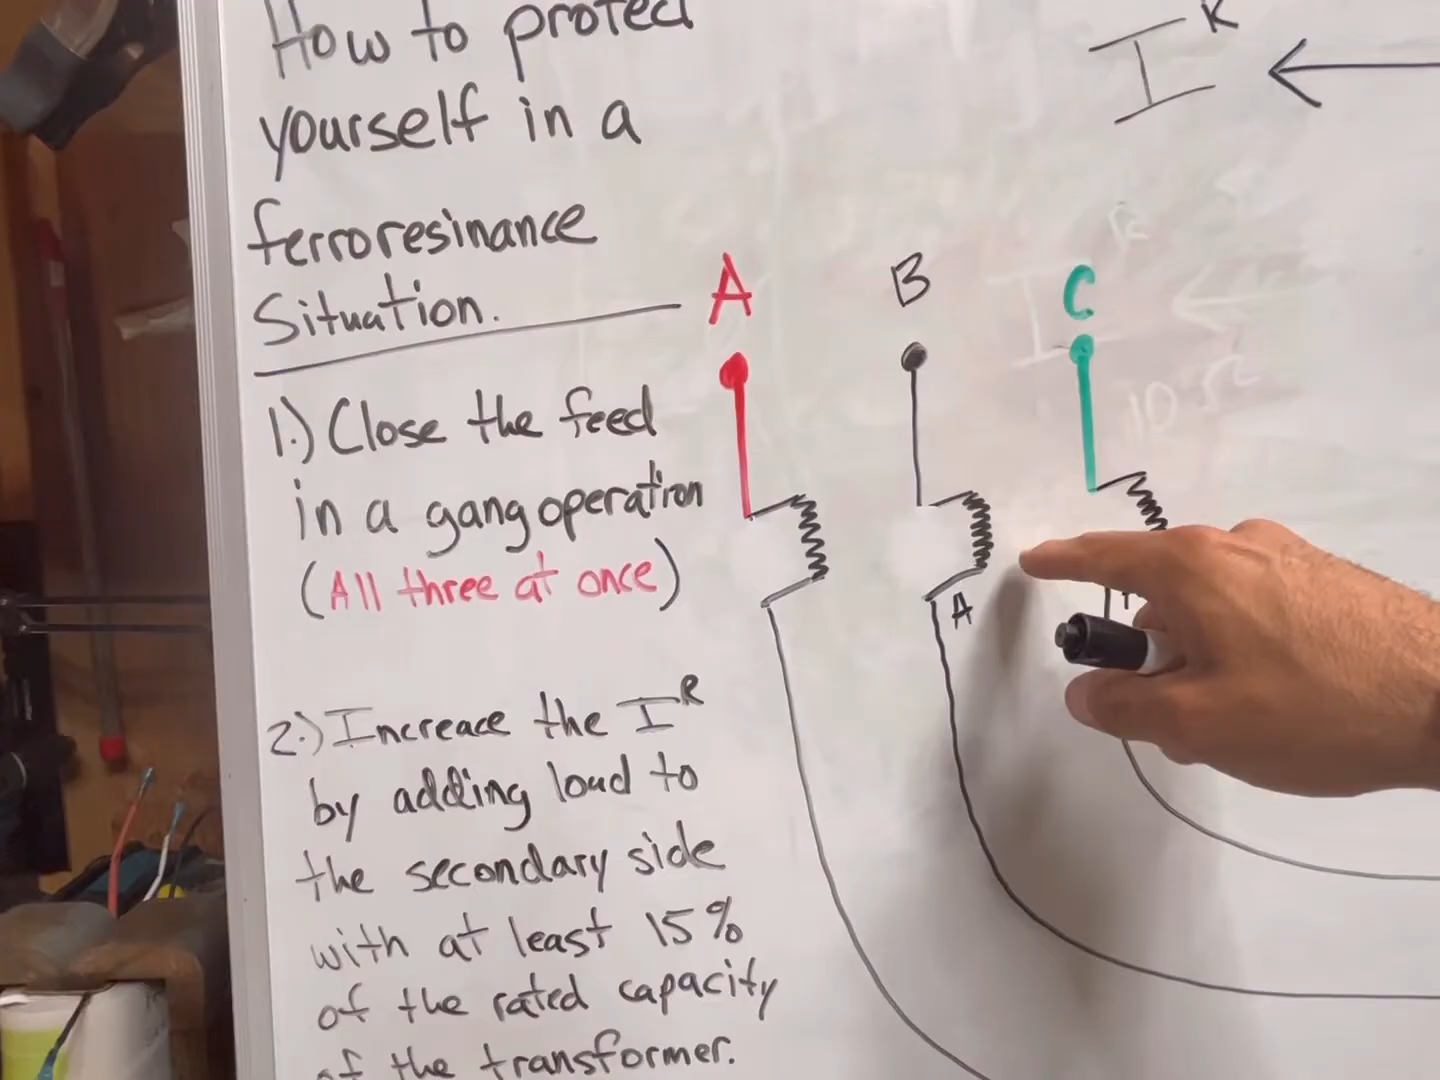 How to protect
yourself in a
ferroresinance
Situation.
1.) Close the feed
in a gang operation
(All three at once)
2.) Increace the I^R
by adding load to
the secondary side
with at least 15%
of the rated capacity
of the transformer.
I^R
A B C
A